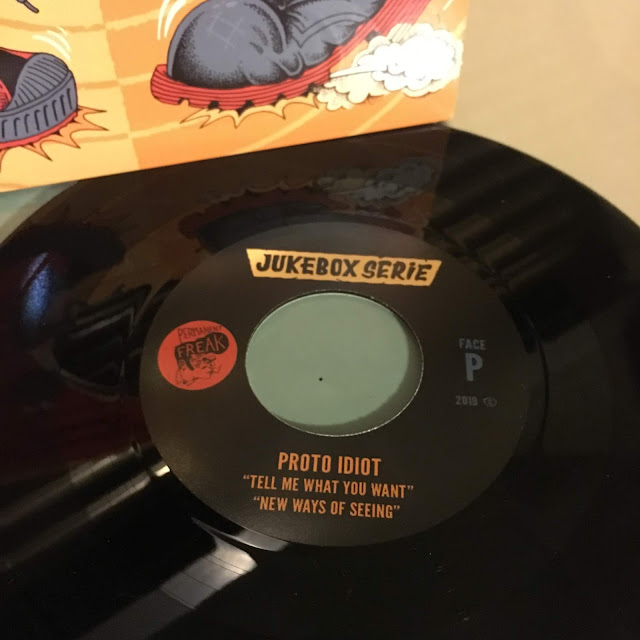 JUKEBOX SERIE
PERMANENT
FREAK
FACE
P
2019
PROTO IDIOT
"TELL ME WHAT YOU WANT"
"NEW WAYS OF SEEING"